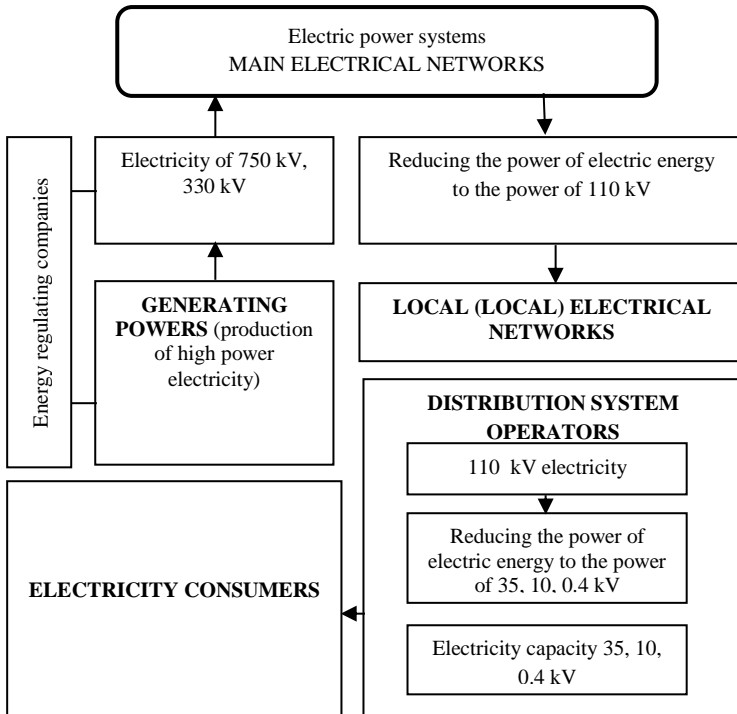 Electric power systems
MAIN ELECTRICAL NETWORKS
Energy regulating companies
Electricity of 750 kV,
330 kV
Reducing the power of electric energy
to the power of 110 kV
GENERATING
POWERS (production
of high power
electricity)
LOCAL (LOCAL) ELECTRICAL
NETWORKS
DISTRIBUTION SYSTEM
OPERATORS
110 kV electricity
Reducing the power of
electric energy to the power
of 35, 10, 0.4 kV
Electricity capacity 35, 10,
0.4 kV
ELECTRICITY CONSUMERS